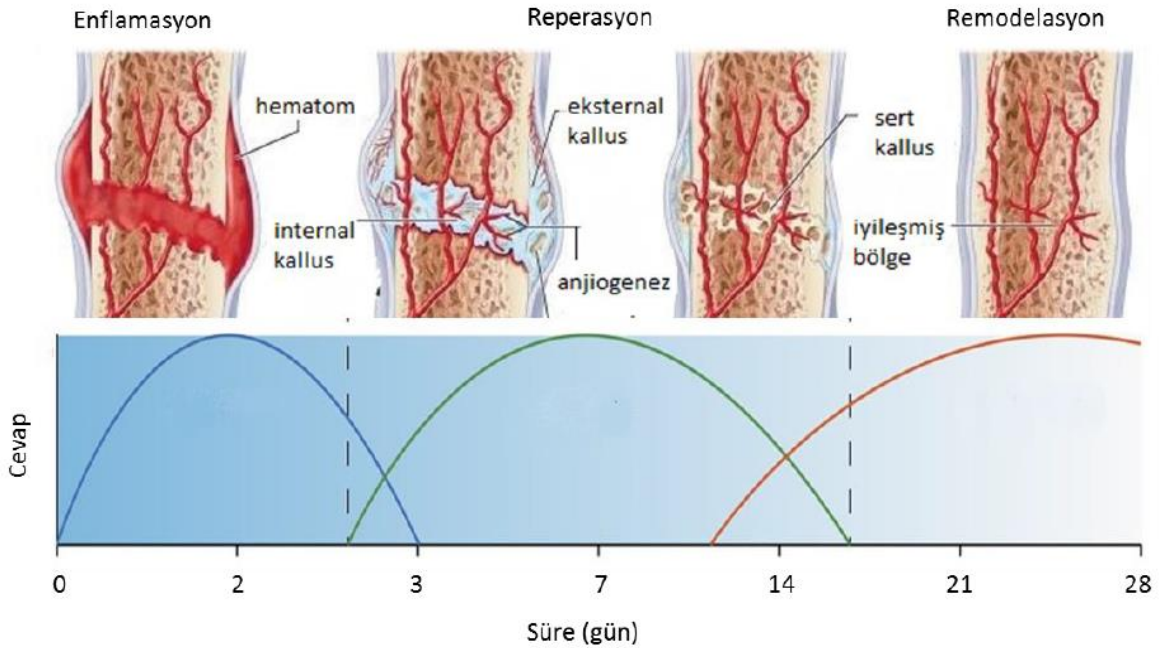 Enflamasyon
Reperasyon
Remodelasyon
hematom
eksternal
kallus
sert
kallus
internal
kallus
anjiogenez
iyileşmiş
bölge
Cevap
0 2 3 7 14 21 28
Süre (gün)